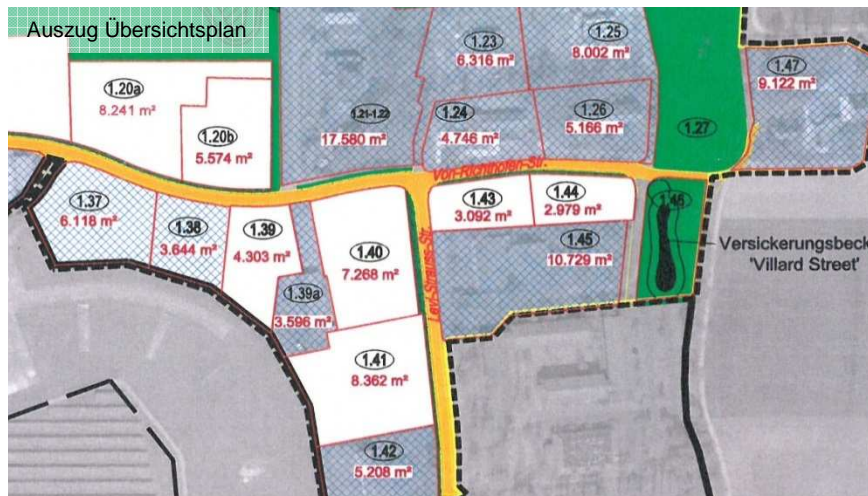 Auszug Übersichtsplan
1.20a
8.241 m²
1.20b
5.574 m²
1.21-1.22
17.580 m²
1.23
6.316 m²
1.24
4.746 m²
1.25
8.002 m²
1.26
5.166 m²
1.27
1.47
9.122 m²
Von-Richthofen-Str.
1.37
6.118 m²
1.38
3.644 m²
1.39
4.303 m²
1.39a
3.596 m²
1.40
7.268 m²
1.41
8.362 m²
1.42
5.208 m²
Levi-Strauss-Str.
1.43
3.092 m²
1.44
2.979 m²
1.45
10.729 m²
Versickerungsbeck
'Villard Street'